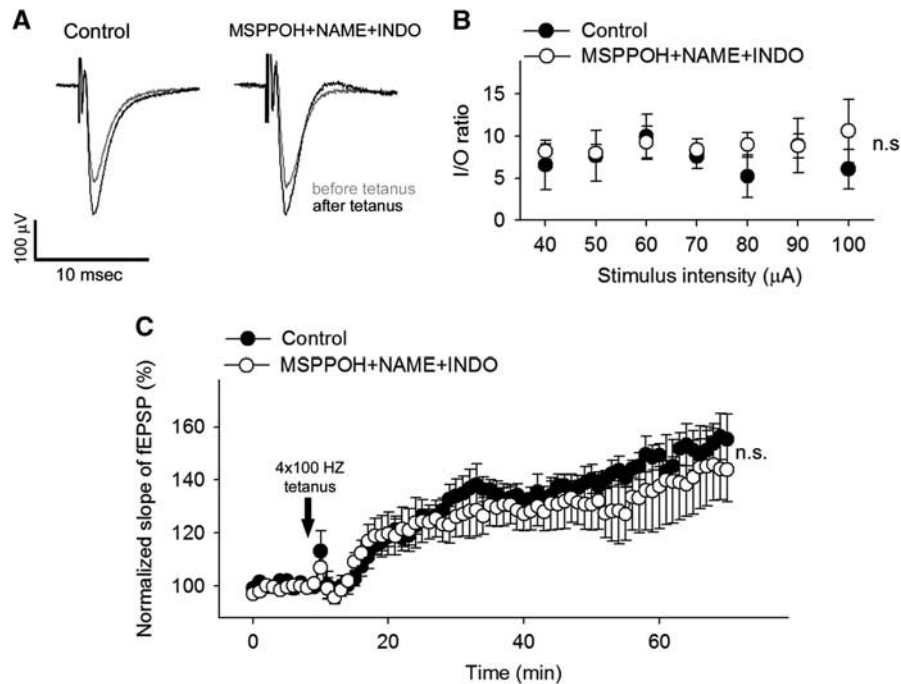 A
Control
MSPPOH+NAME+INDO
before tetanus
after tetanus
100 µV
10 msec
B
Control
MSPPOH+NAME+INDO
I/O ratio
15
10
5
0
n.s
40 50 60 70 80 90 100
Stimulus intensity (µA)
C
Control
MSPPOH+NAME+INDO
Normalized slope of fEPSP (%)
160
140
120
100
4x100 HZ
tetanus
n.s.
0 20 40 60
Time (min)